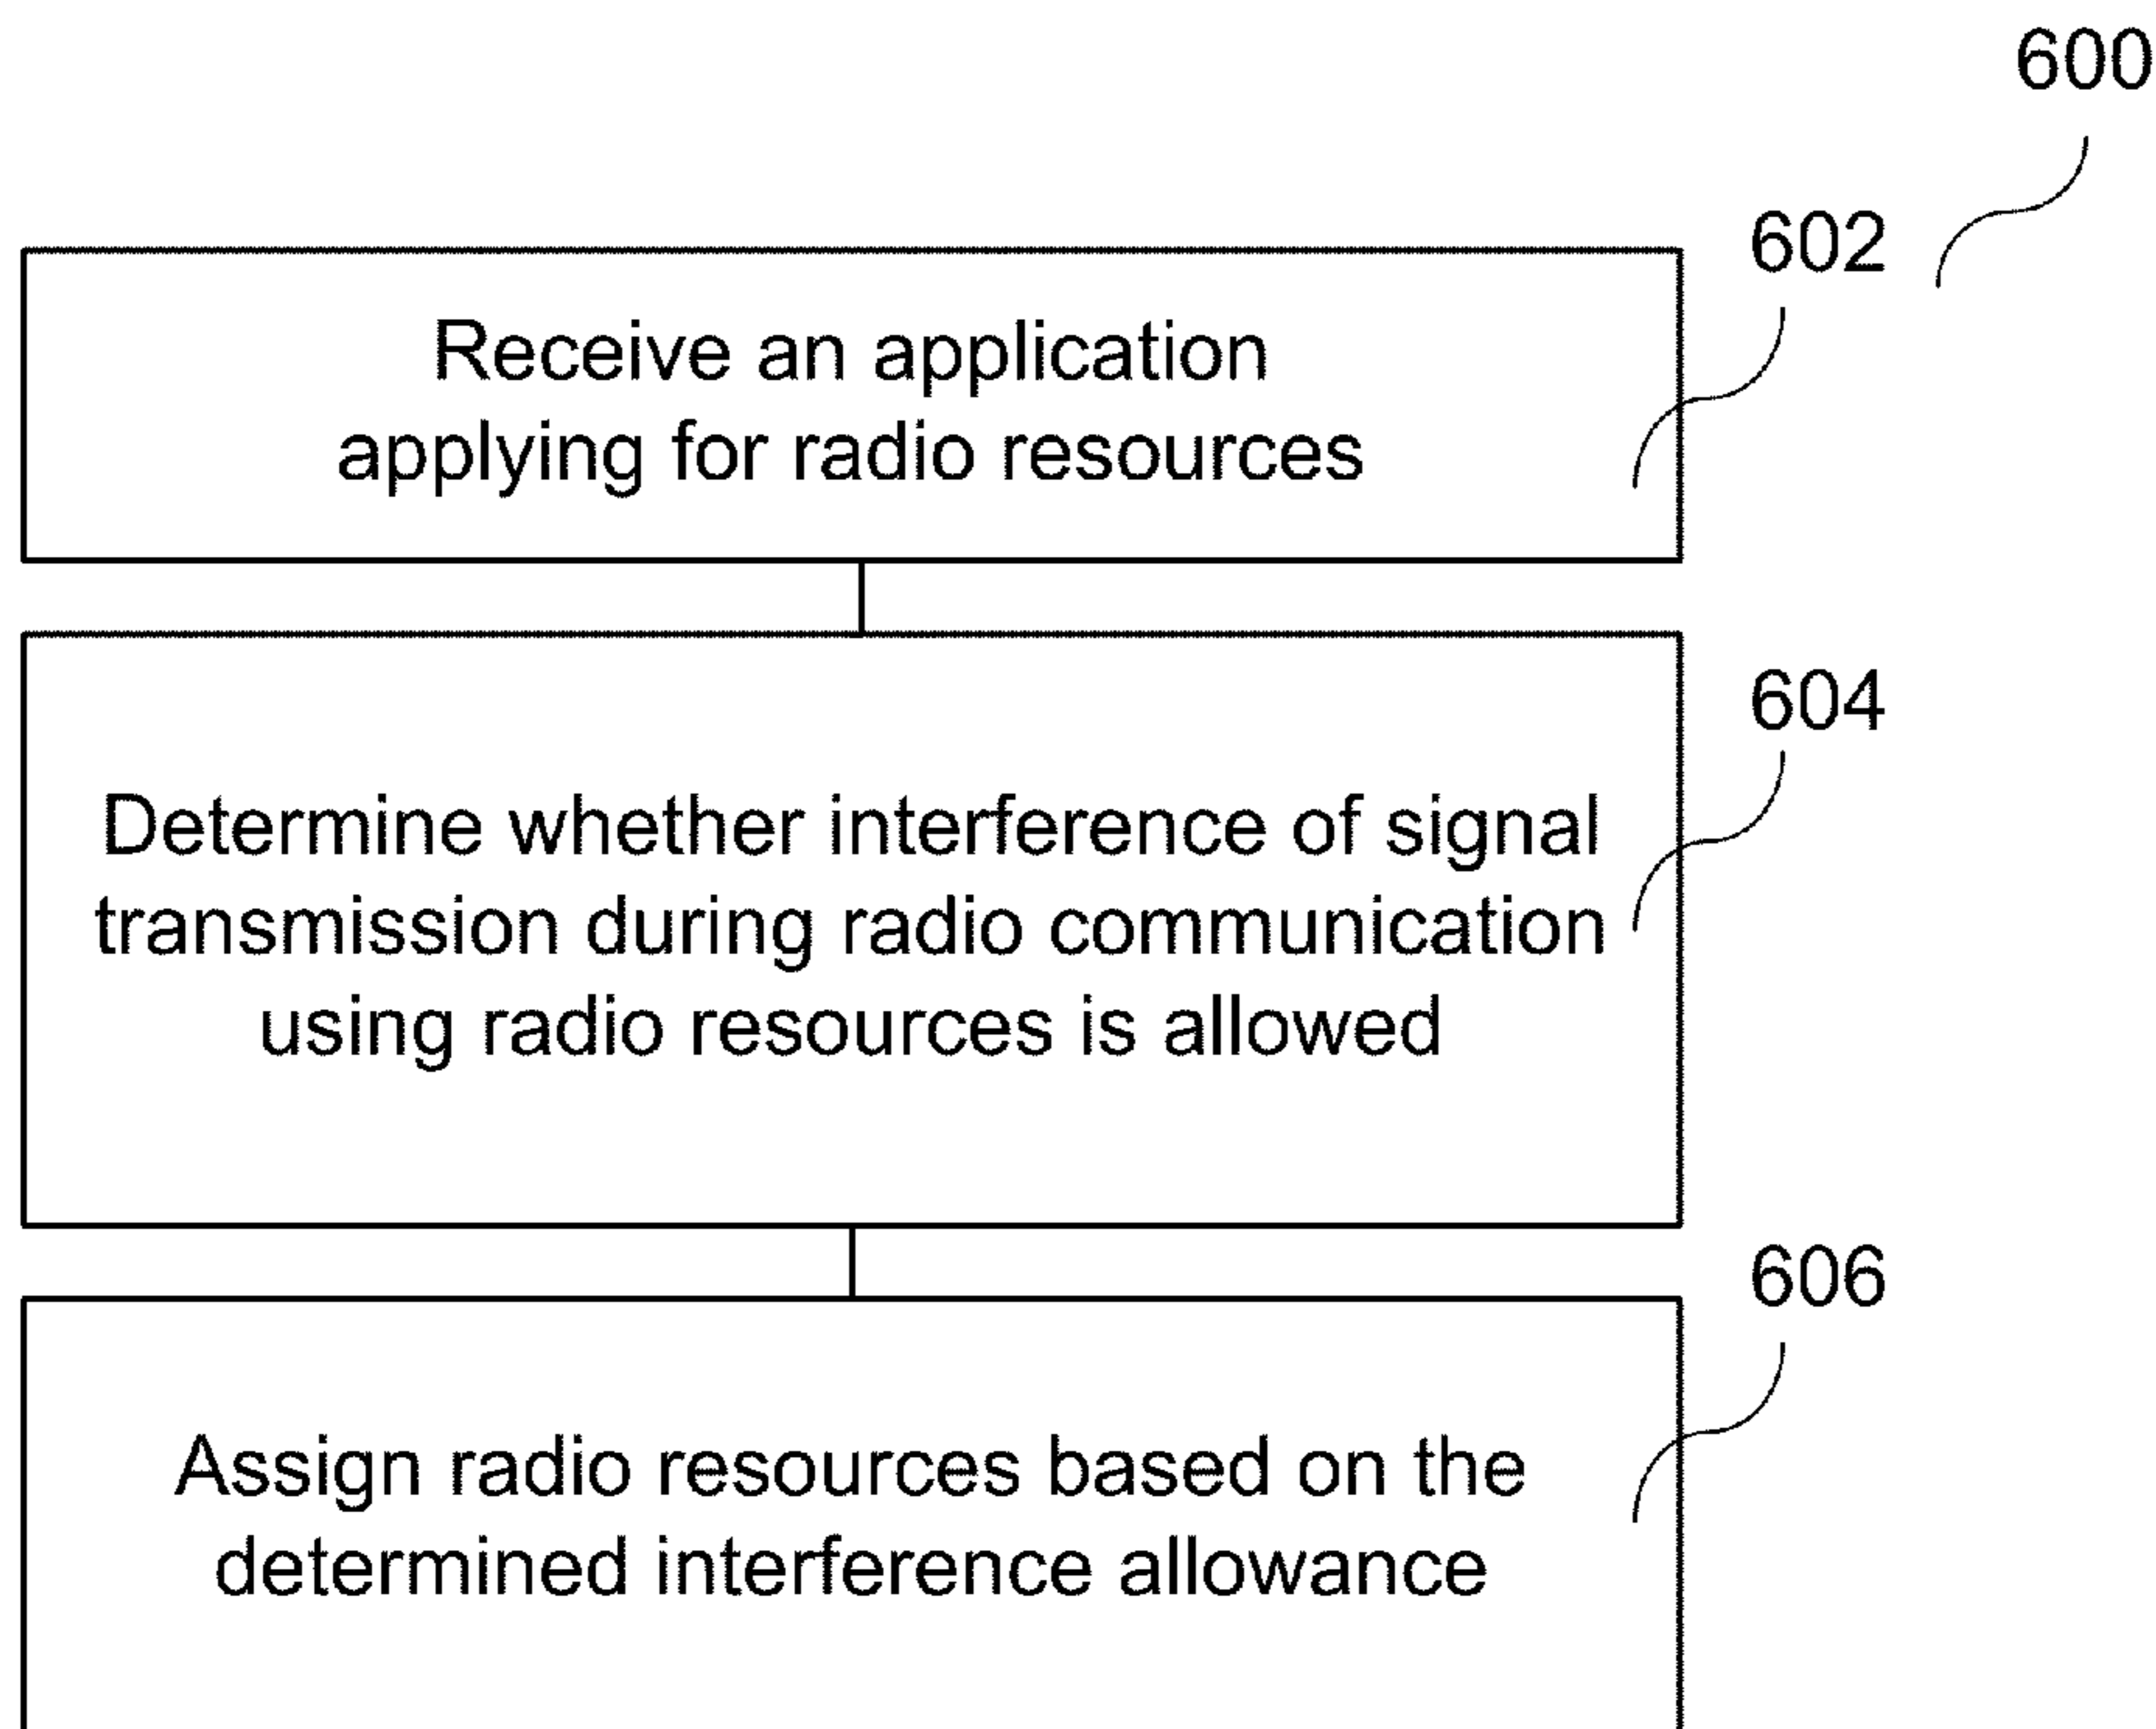 600
602
Receive an application
applying for radio resources
604
Determine whether interference of signal
transmission during radio communication
using radio resources is allowed
606
Assign radio resources based on the
determined interference allowance